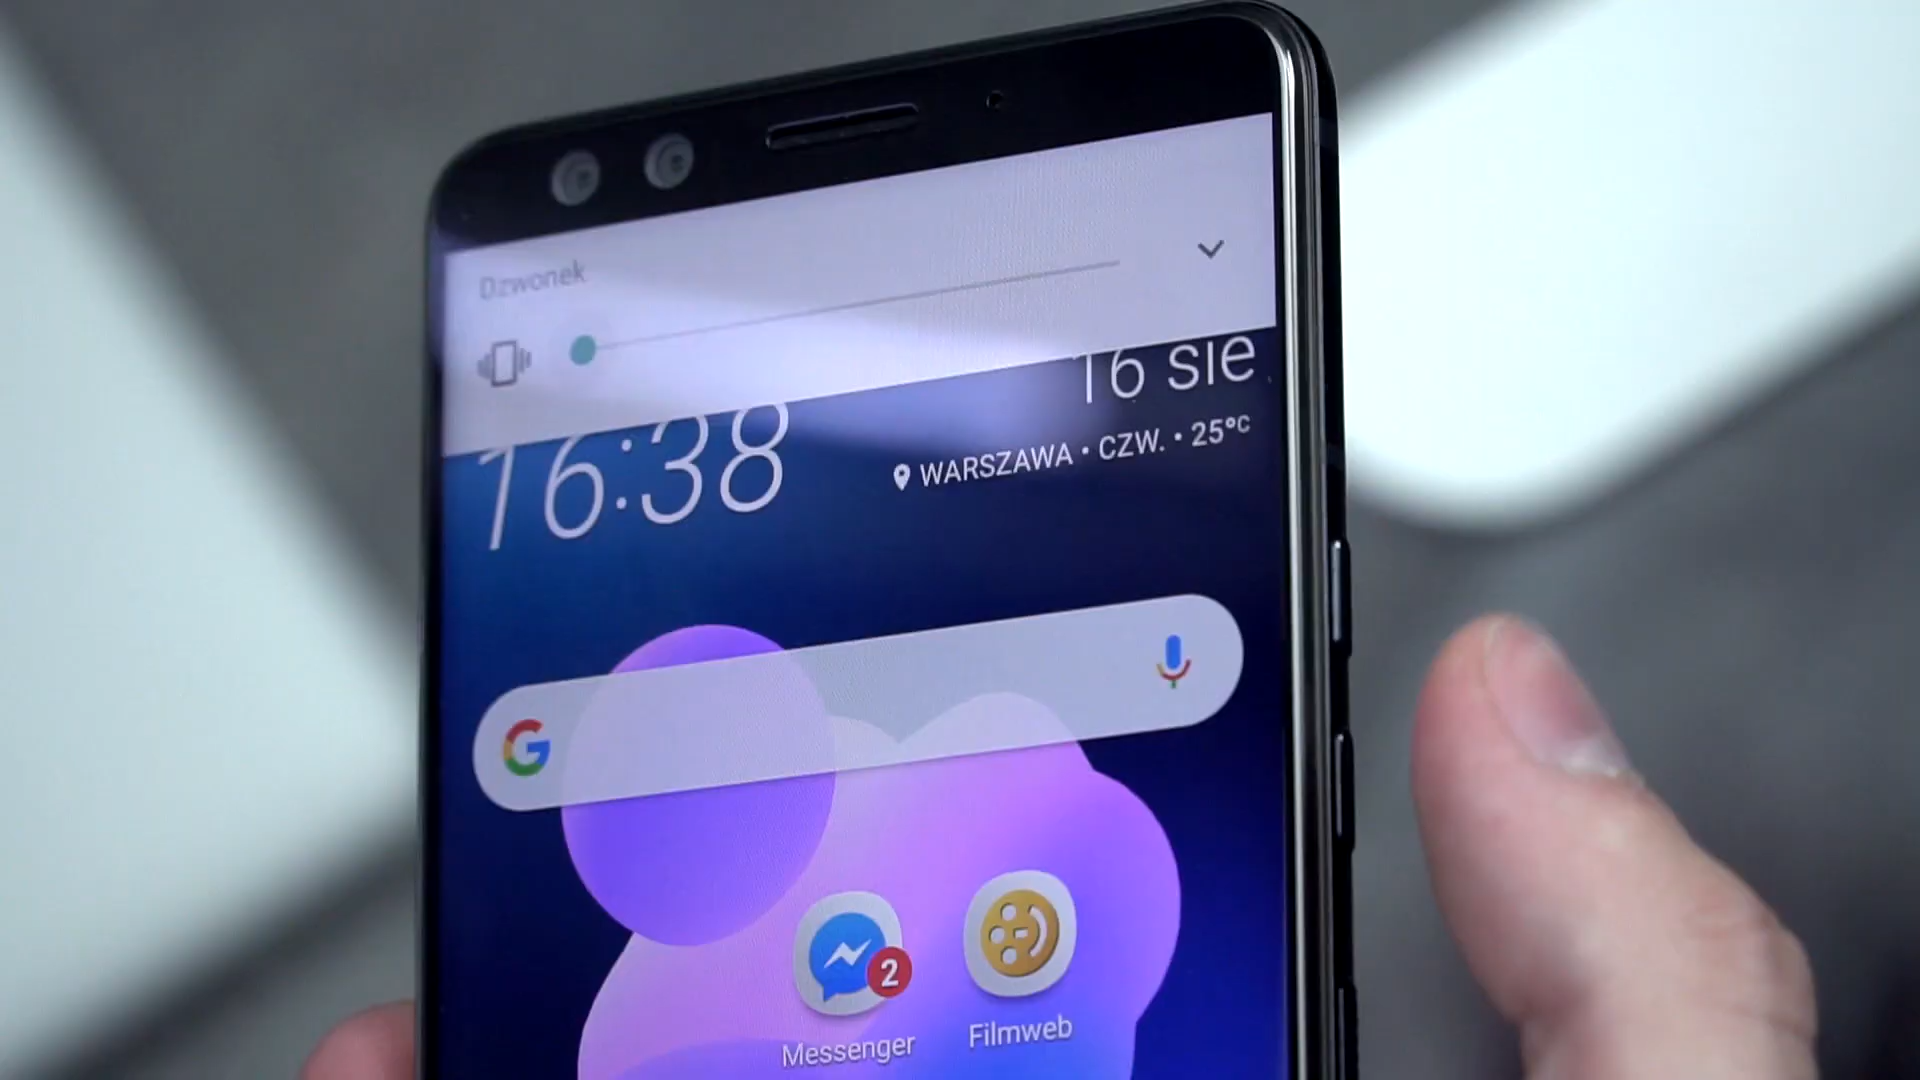 Dzwonek
16:38
16 sie
WARSZAWA • CZW. • 25°C
G
2
Messenger
Filmweb